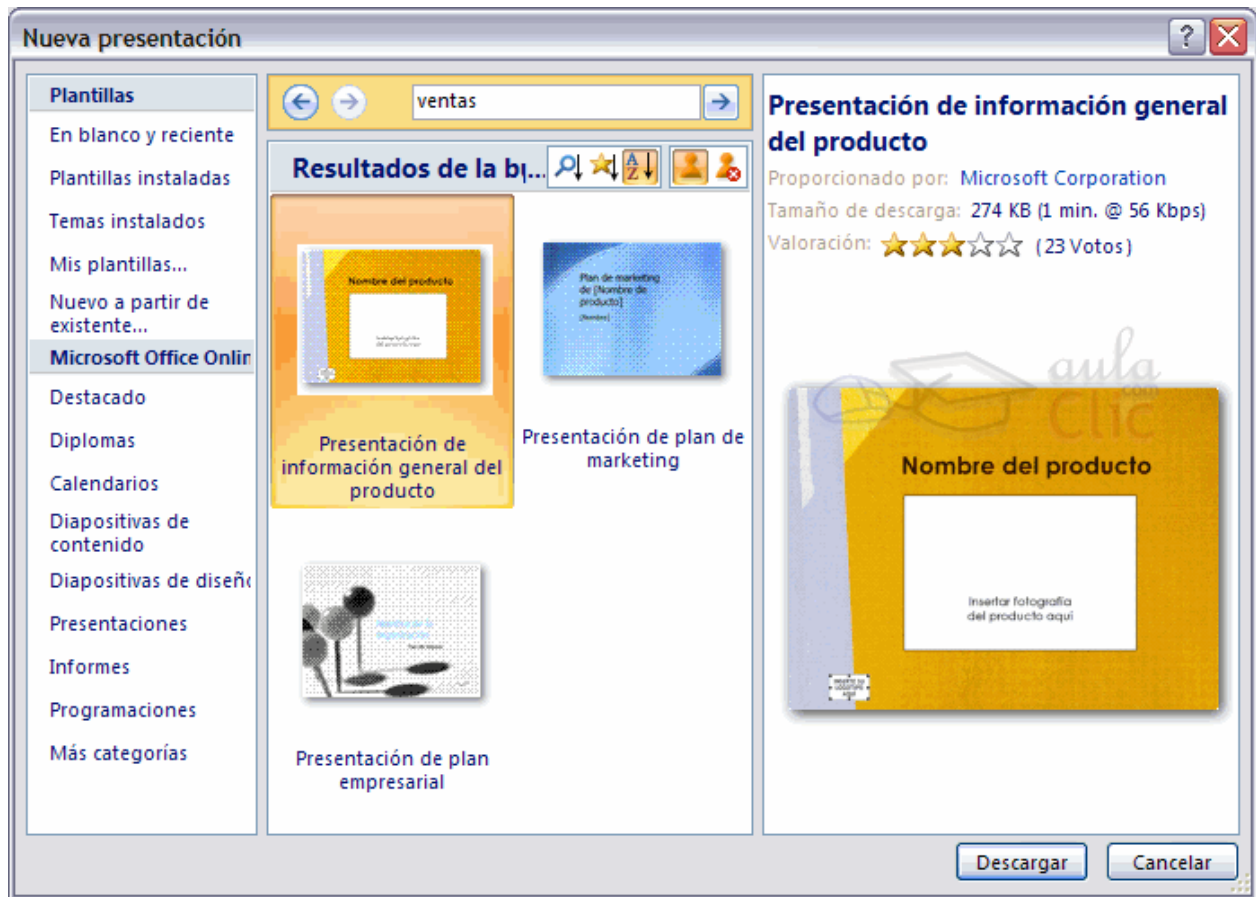 Nueva presentación
Plantillas
En blanco y reciente
Plantillas instaladas
Temas instalados
Mis plantillas...
Nuevo a partir de
existente...
Microsoft Office Onlin
Destacado
Diplomas
Calendarios
Diapositivas de
contenido
Diapositivas de diseño
Presentaciones
Informes
Programaciones
Más categorías
ventas
Resultados de la bu...
Nombre del producto
Presentación de
información general del
producto
Plan de marketing
de [Nombre de
producto]
[Nombre]
Presentación de plan de
marketing
Presentación de plan
empresarial
Presentación de información general
del producto
Proporcionado por: Microsoft Corporation
Tamaño de descarga: 274 KB (1 min. @ 56 Kbps)
Valoración: (23 Votos)
aula
com
Clic
Nombre del producto
Insertar fotografía
del producto aquí
Descargar
Cancelar